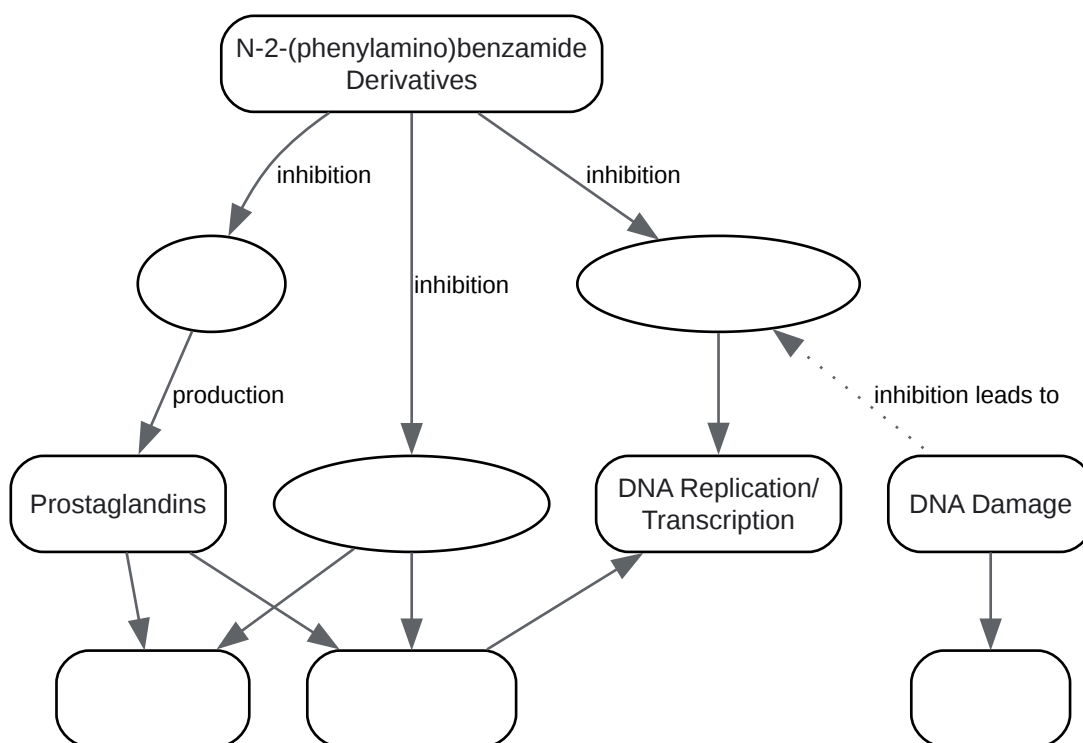 N-2-(phenylamino)benzamide
Derivatives
inhibition
inhibition
inhibition
production
inhibition leads to
Prostaglandins
DNA Replication/
Transcription
DNA Damage